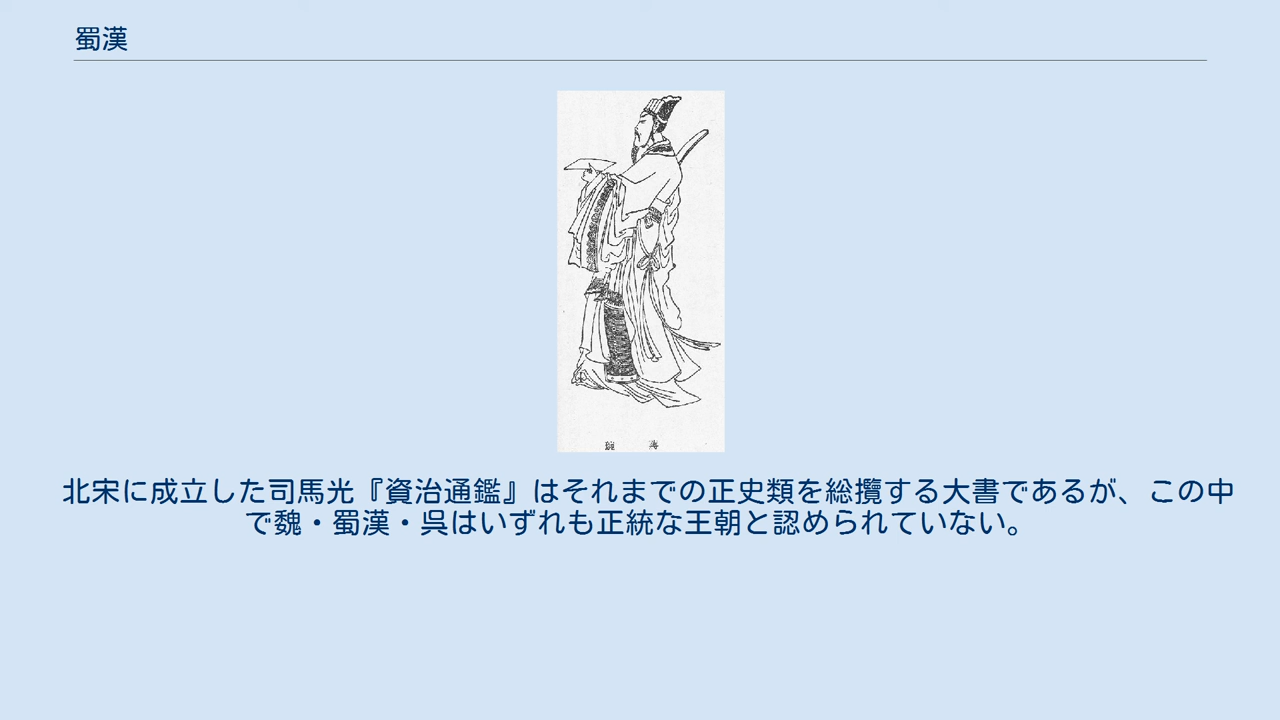 蜀漢
琬 蔣
北宋に成立した司馬光『資治通鑑』はそれまでの正史類を総攬する大書であるが、この中
で魏・蜀漢・呉はいずれも正統な王朝と認められていない。